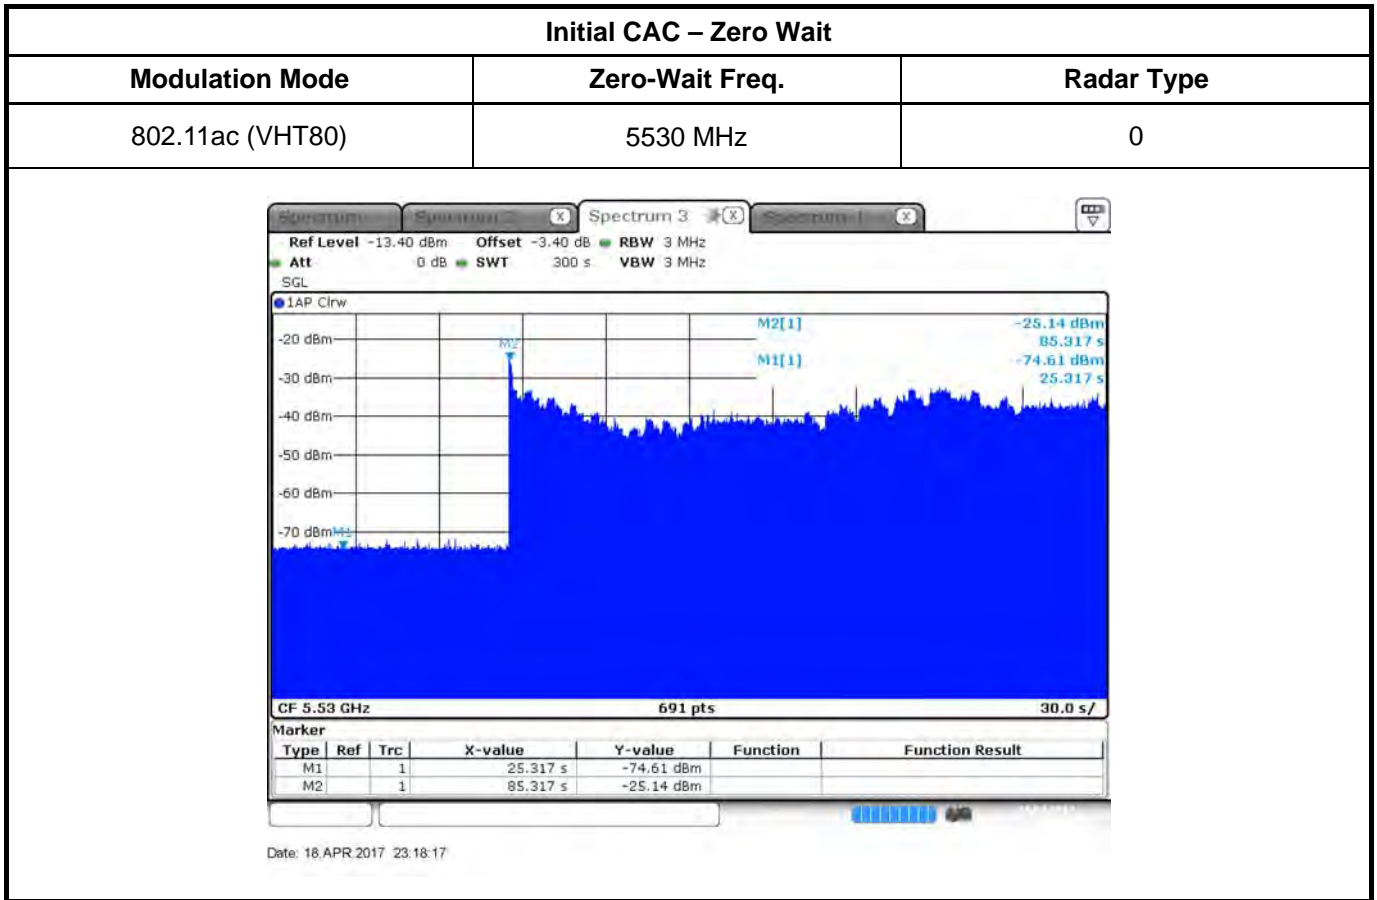 Initial CAC – Zero Wait
Modulation Mode Zero-Wait Freq. Radar Type
802.11ac (VHT80) 5530 MHz 0
Spectrum Spectrum 2 X Spectrum 3 X X
Ref Level -13.40 dBm Offset -3.40 dB RBW 3 MHz
Att 0 dB SWT 300 s VBW 3 MHz
SGL
1AP Clrw
M2[1] -25.14 dBm
85.317 s
M1[1] -74.61 dBm
25.317 s
-20 dBm
M2
-30 dBm
-40 dBm
-50 dBm
-60 dBm
-70 dBm M1
CF 5.53 GHz 691 pts 30.0 s/
Marker
Type Ref Trc X-value Y-value Function Function Result
M1 1 25.317 s -74.61 dBm
M2 1 85.317 s -25.14 dBm
Date: 18.APR.2017 23:18:17